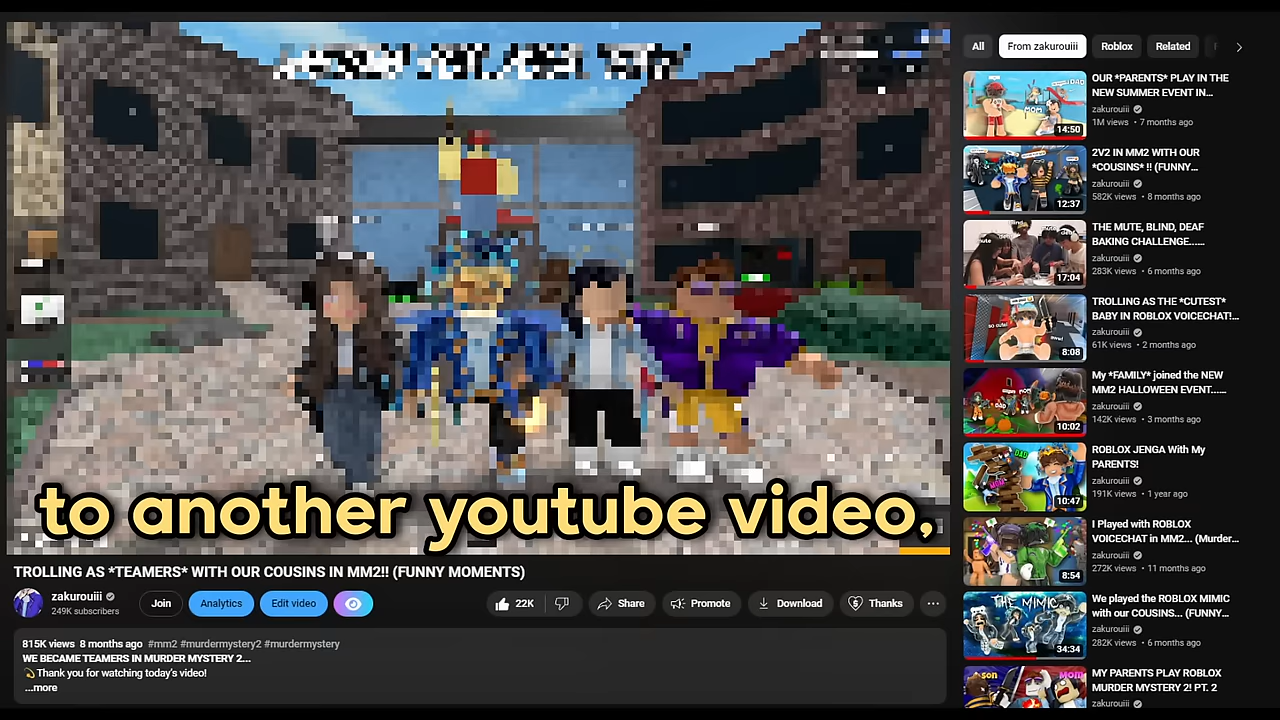 to another youtube video,
TROLLING AS *TEAMERS* WITH OUR COUSINS IN MM2!! (FUNNY MOMENTS)
zakurouiii
249K subscribers
Join
Analytics
Edit video
22K
Share
Promote
Download
Thanks
815K views 8 months ago #mm2 #murdermystery2 #murdermystery
WE BECAME TEAMERS IN MURDER MYSTERY 2...
Thank you for watching today's video!
...more
All
From zakurouiii
Roblox
Related
OUR *PARENTS* PLAY IN THE
NEW SUMMER EVENT IN...
zakurouiii
1M views • 7 months ago
14:50
2V2 IN MM2 WITH OUR
*COUSINS* !! (FUNNY...
zakurouiii
582K views • 8 months ago
12:37
THE MUTE, BLIND, DEAF
BAKING CHALLENGE......
zakurouiii
283K views • 6 months ago
17:04
TROLLING AS THE *CUTEST*
BABY IN ROBLOX VOICECHAT!...
zakurouiii
61K views • 2 months ago
8:08
My *FAMILY* joined the NEW
MM2 HALLOWEEN EVENT......
zakurouiii
142K views • 3 months ago
10:02
ROBLOX JENGA With My
PARENTS!
zakurouiii
191K views • 1 year ago
10:47
I Played with ROBLOX
VOICECHAT in MM2... (Murder...
zakurouiii
272K views • 11 months ago
8:54
We played the ROBLOX MIMIC
with our COUSINS... (FUNNY...
zakurouiii
282K views • 6 months ago
THE MIMIC
34:34
MY PARENTS PLAY ROBLOX
MURDER MYSTERY 2! PT. 2
zakurouiii
son
Mom